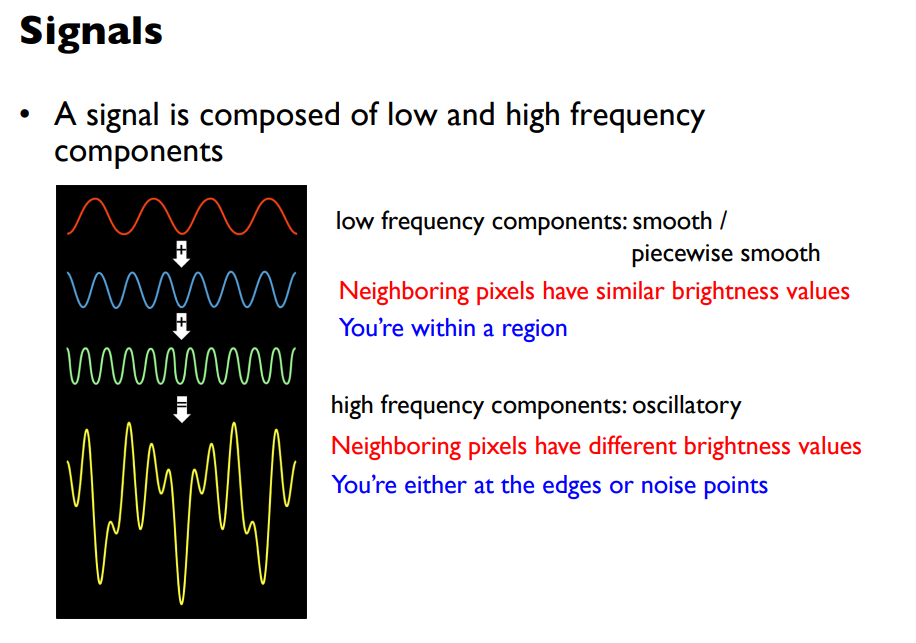 Signals
• A signal is composed of low and high frequency
components
+
+
=
low frequency components: smooth /
piecewise smooth
Neighboring pixels have similar brightness values
You’re within a region
high frequency components: oscillatory
Neighboring pixels have different brightness values
You’re either at the edges or noise points